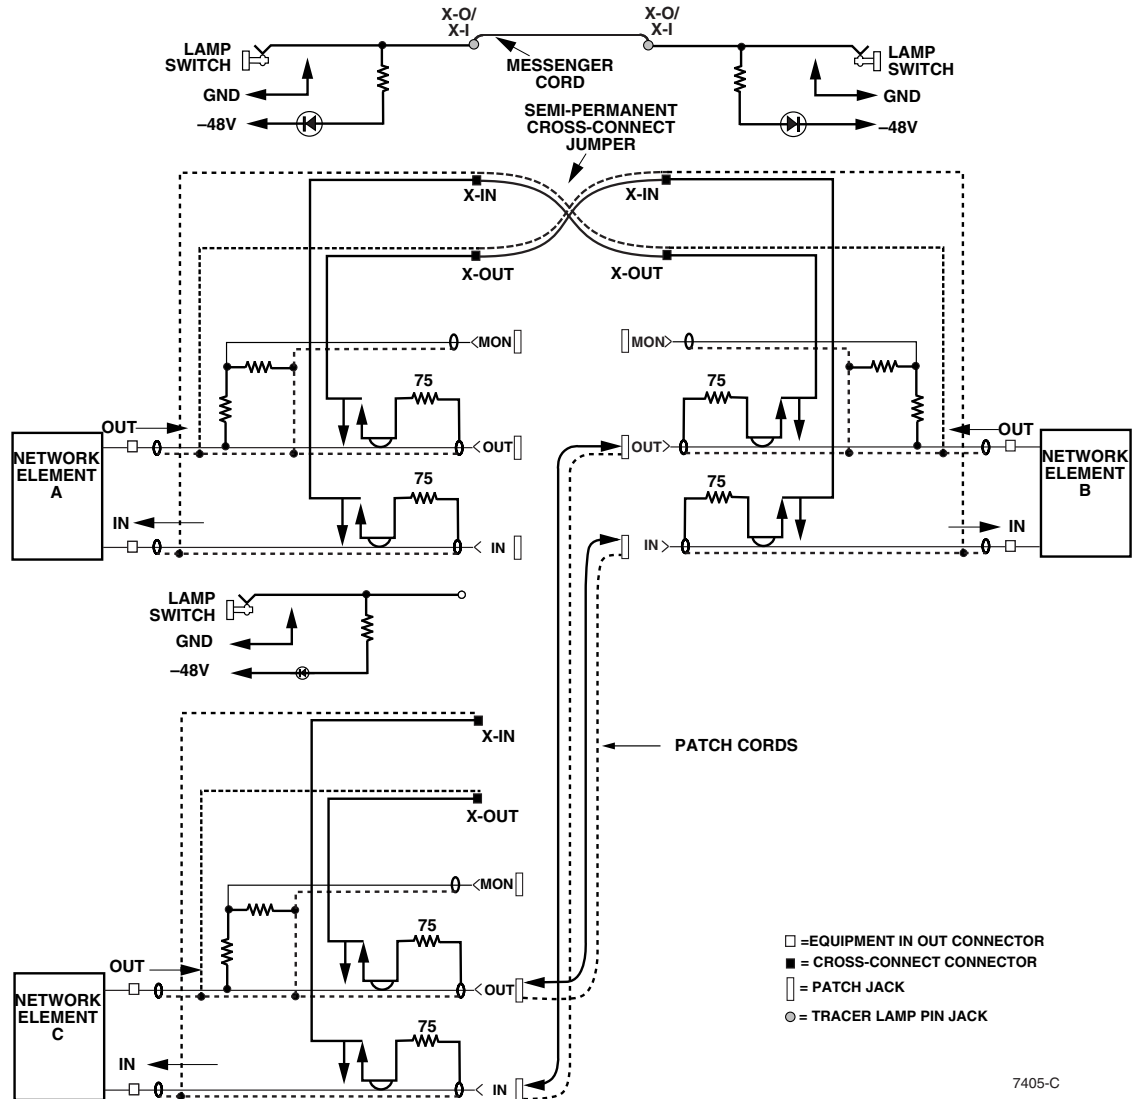 X-O/
X-I
X-O/
X-I
LAMP
SWITCH
MESSENGER
CORD
LAMP
SWITCH
GND
GND
–48V
–48V
SEMI-PERMANENT
CROSS-CONNECT
JUMPER
X-IN
X-IN
X-OUT
X-OUT
MON
MON
75
75
OUT
OUT
OUT
OUT
NETWORK
ELEMENT
A
NETWORK
ELEMENT
B
75
75
IN
IN
IN
IN
LAMP
SWITCH
GND
–48V
X-IN
PATCH CORDS
X-OUT
MON
75
OUT
OUT
NETWORK
ELEMENT
C
75
IN
IN
=EQUIPMENT IN OUT CONNECTOR
= CROSS-CONNECT CONNECTOR
= PATCH JACK
= TRACER LAMP PIN JACK
7405-C